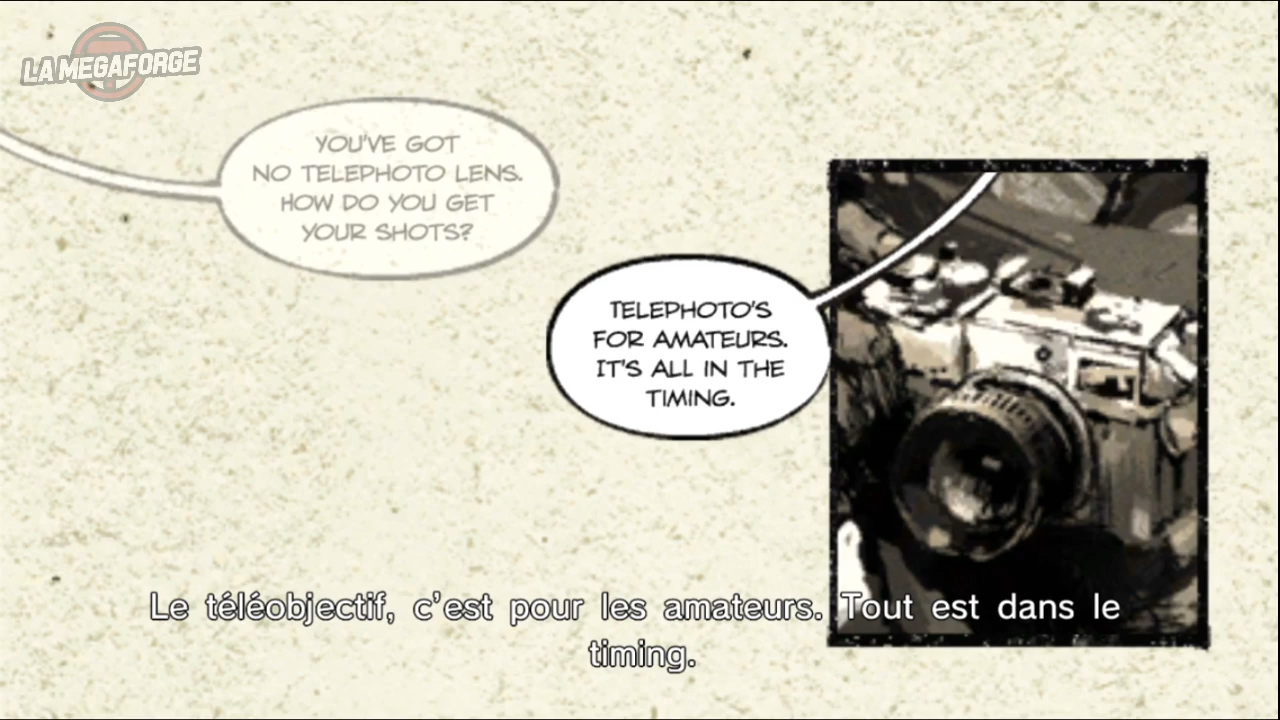 LA MEGAFORGE
YOU'VE GOT
NO TELEPHOTO LENS.
HOW DO YOU GET
YOUR SHOTS?
TELEPHOTO'S
FOR AMATEURS.
IT'S ALL IN THE
TIMING.
Le téléobjectif, c'est pour les amateurs. Tout est dans le
timing.